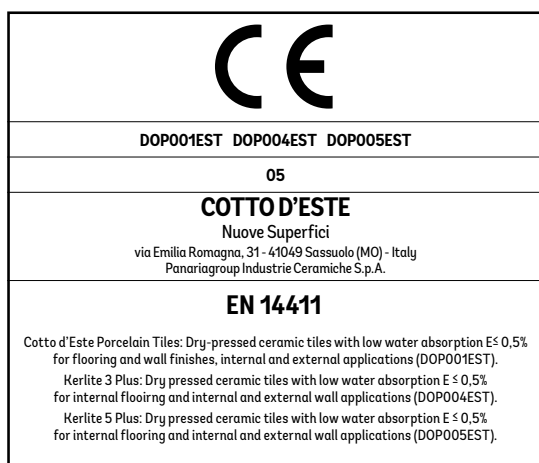 CE
DOP001EST DOP004EST DOP005EST
05
COTTO D'ESTE
Nuove Superfici
via Emilia Romagna, 31 - 41049 Sassuolo (MO) - Italy
Panariagroup Industrie Ceramiche S.p.A.
EN 14411
Cotto d'Este Porcelain Tiles: Dry-pressed ceramic tiles with low water absorption E≤ 0,5%
for flooring and wall finishes, internal and external applications (DOP001EST).
Kerlite 3 Plus: Dry pressed ceramic tiles with low water absorption E ≤ 0,5%
for internal flooirng and internal and external wall applications (DOP004EST).
Kerlite 5 Plus: Dry pressed ceramic tiles with low water absorption E ≤ 0,5%
for internal flooring and internal and external wall applications (DOP005EST).